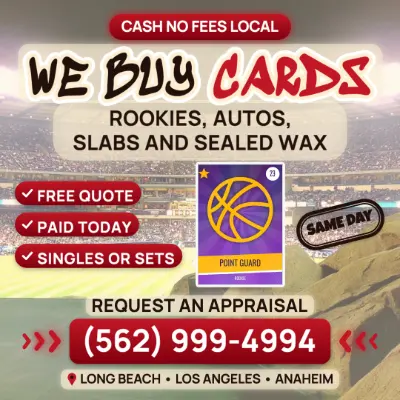 CASH NO FEES LOCAL
WE BUY CARDS
ROOKIES, AUTOS,
SLABS AND SEALED WAX
FREE QUOTE
PAID TODAY
SINGLES OR SETS
23
POINT GUARD
SAME DAY
REQUEST AN APPRAISAL
(562) 999-4994
LONG BEACH • LOS ANGELES • ANAHEIM